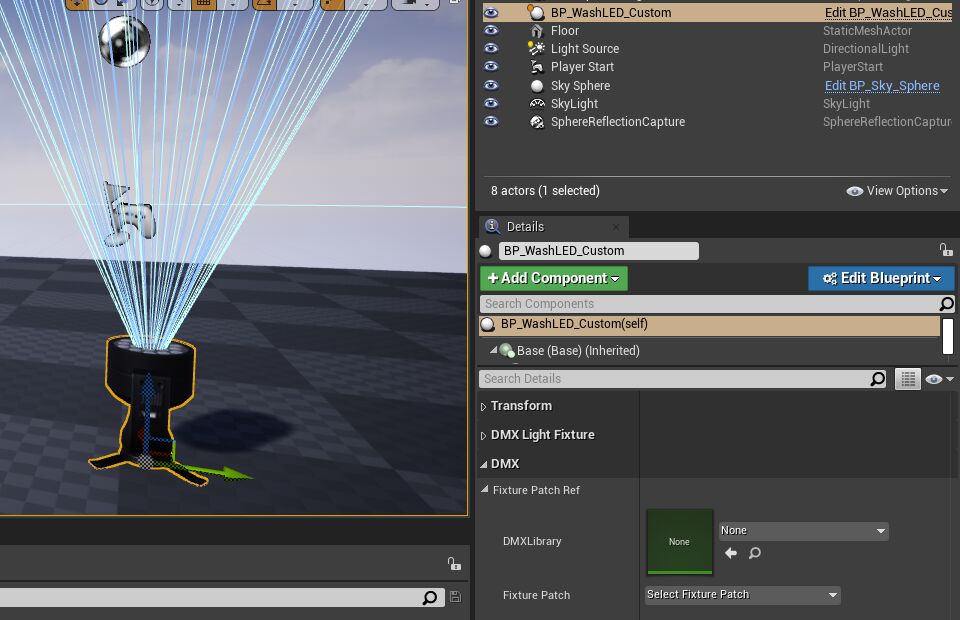 BP_WashLED_Custom Edit BP_WashLED_Cus
Floor StaticMeshActor
Light Source DirectionalLight
Player Start PlayerStart
Sky Sphere Edit BP_Sky_Sphere
SkyLight SkyLight
SphereReflectionCapture SphereReflectionCaptur
8 actors (1 selected) View Options
Details
BP_WashLED_Custom
Add Component Edit Blueprint
Search Components
BP_WashLED_Custom(self)
Base (Base) (Inherited)
Search Details
Transform
DMX Light Fixture
DMX
Fixture Patch Ref
DMXLibrary None None
Fixture Patch Select Fixture Patch